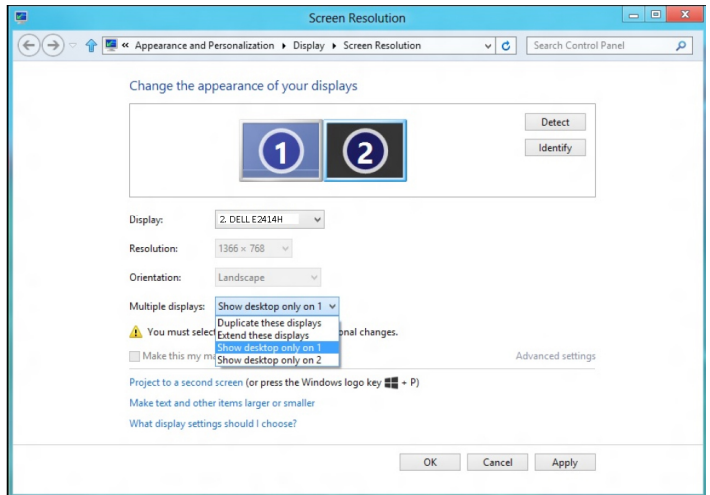 Screen Resolution
« Appearance and Personalization Display Screen Resolution
Search Control Panel
Change the appearance of your displays
1 2
Detect
Identify
Display: 2. DELL E2414H
Resolution: 1366 × 768
Orientation: Landscape
Multiple displays: Show desktop only on 1
Duplicate these displays
You must selec Extend these displays onal changes.
Show desktop only on 1
Make this my m Show desktop only on 2 Advanced settings
Project to a second screen (or press the Windows logo key + P)
Make text and other items larger or smaller
What display settings should I choose?
OK Cancel Apply